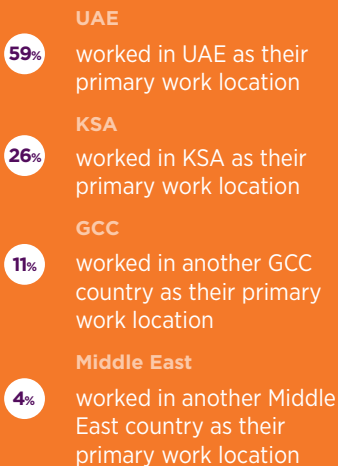 UAE
59% worked in UAE as their
primary work location
KSA
26% worked in KSA as their
primary work location
GCC
11% worked in another GCC
country as their primary
work location
Middle East
4% worked in another Middle
East country as their
primary work location